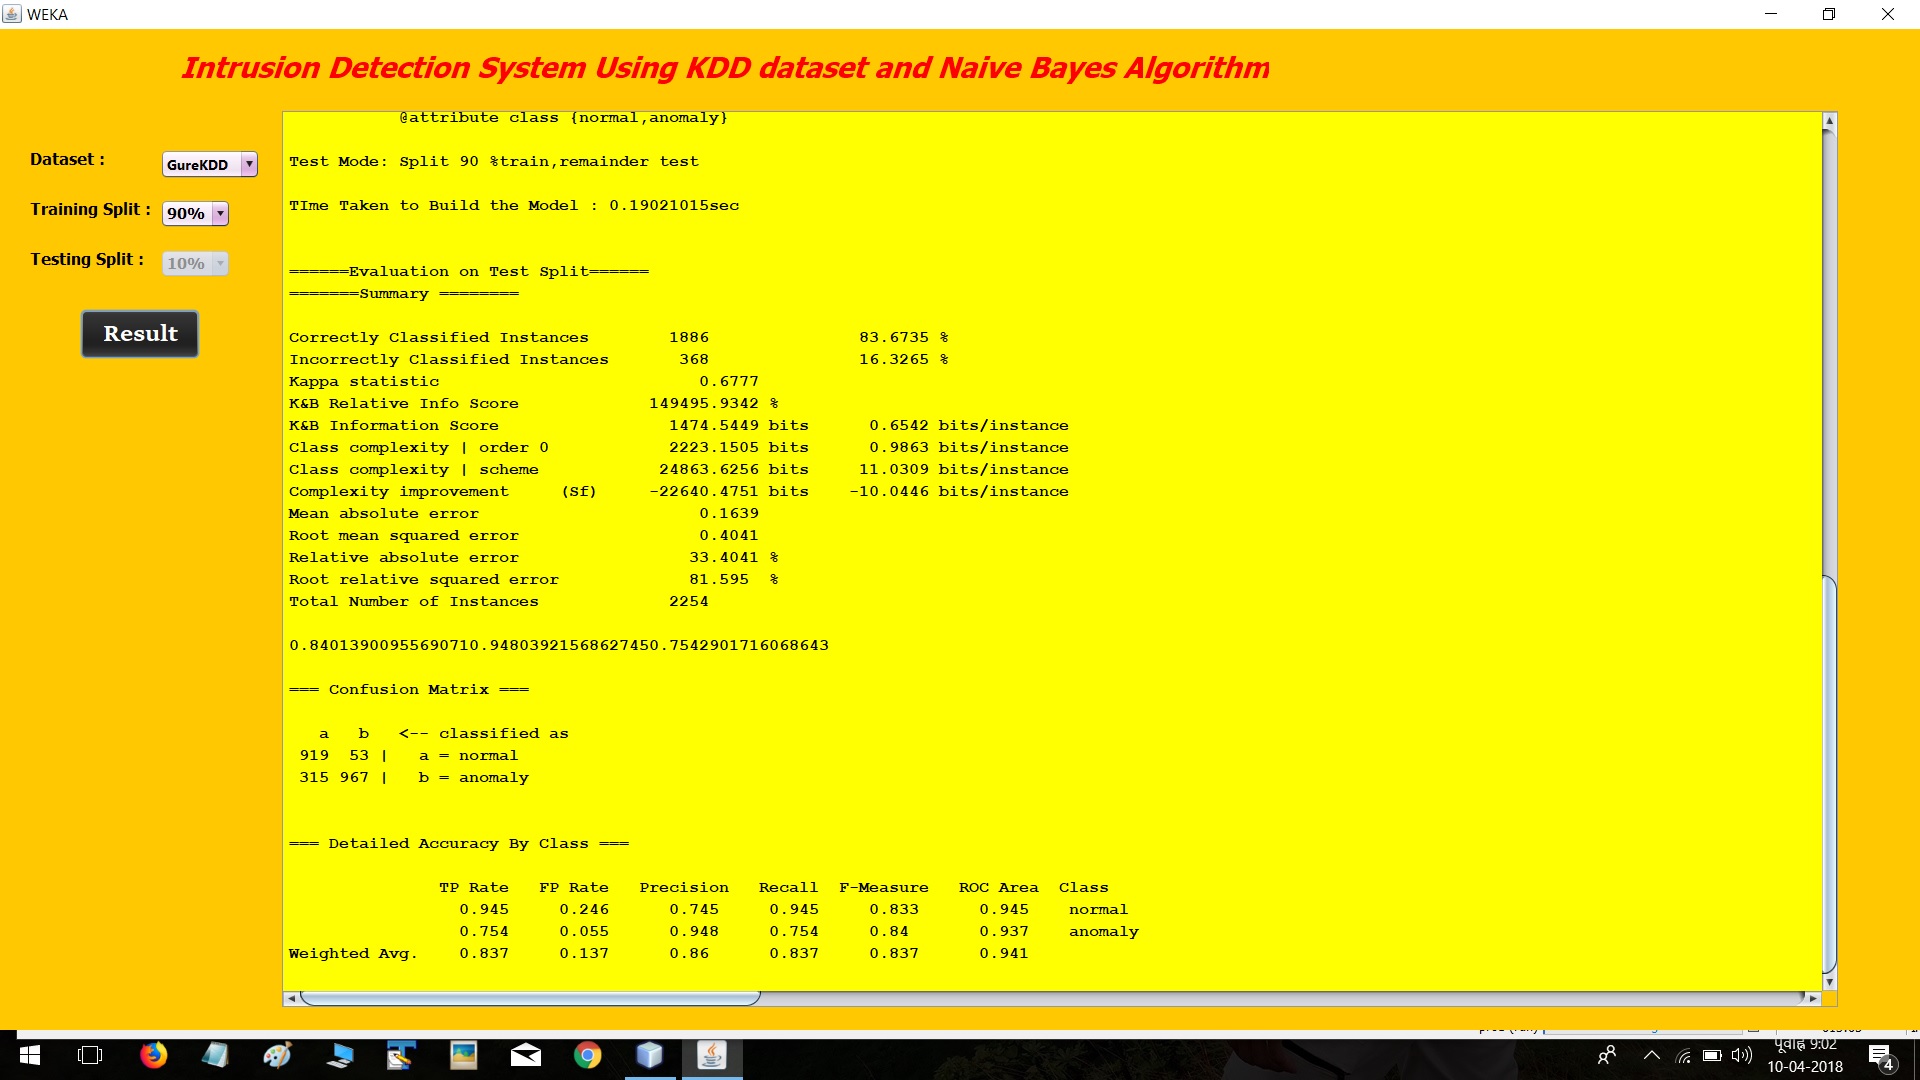 WEKA
Intrusion Detection System Using KDD dataset and Naive Bayes Algorithm
Dataset :
GureKDD
Training Split :
90%
Testing Split :
10%
Result
@attribute class {normal,anomaly}
Test Mode: Split 90 %train,remainder test
TIme Taken to Build the Model : 0.19021015sec
======Evaluation on Test Split======
=======Summary ========
Correctly Classified Instances 1886 83.6735 %
Incorrectly Classified Instances 368 16.3265 %
Kappa statistic 0.6777
K&B Relative Info Score 149495.9342 %
K&B Information Score 1474.5449 bits 0.6542 bits/instance
Class complexity | order 0 2223.1505 bits 0.9863 bits/instance
Class complexity | scheme 24863.6256 bits 11.0309 bits/instance
Complexity improvement (Sf) -22640.4751 bits -10.0446 bits/instance
Mean absolute error 0.1639
Root mean squared error 0.4041
Relative absolute error 33.4041 %
Root relative squared error 81.595 %
Total Number of Instances 2254
0.84013900955690710.94803921568627450.7542901716068643
=== Confusion Matrix ===
a b <-- classified as
919 53 | a = normal
315 967 | b = anomaly
=== Detailed Accuracy By Class ===
TP Rate FP Rate Precision Recall F-Measure ROC Area Class
0.945 0.246 0.745 0.945 0.833 0.945 normal
0.754 0.055 0.948 0.754 0.84 0.937 anomaly
Weighted Avg. 0.837 0.137 0.86 0.837 0.837 0.941
पूर्वाह्न 9:02
10-04-2018
4